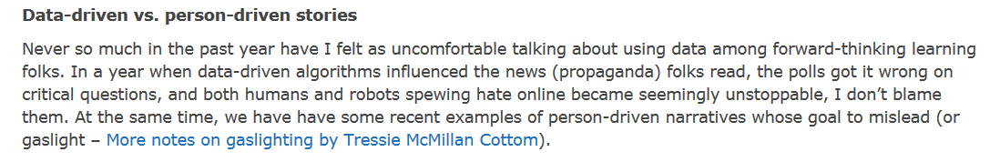 Data-driven vs. person-driven stories
Never so much in the past year have I felt as uncomfortable talking about using data among forward-thinking learning
folks. In a year when data-driven algorithms influenced the news (propaganda) folks read, the polls got it wrong on
critical questions, and both humans and robots spewing hate online became seemingly unstoppable, I don’t blame
them. At the same time, we have have some recent examples of person-driven narratives whose goal to mislead (or
gaslight – More notes on gaslighting by Tressie McMillan Cottom).